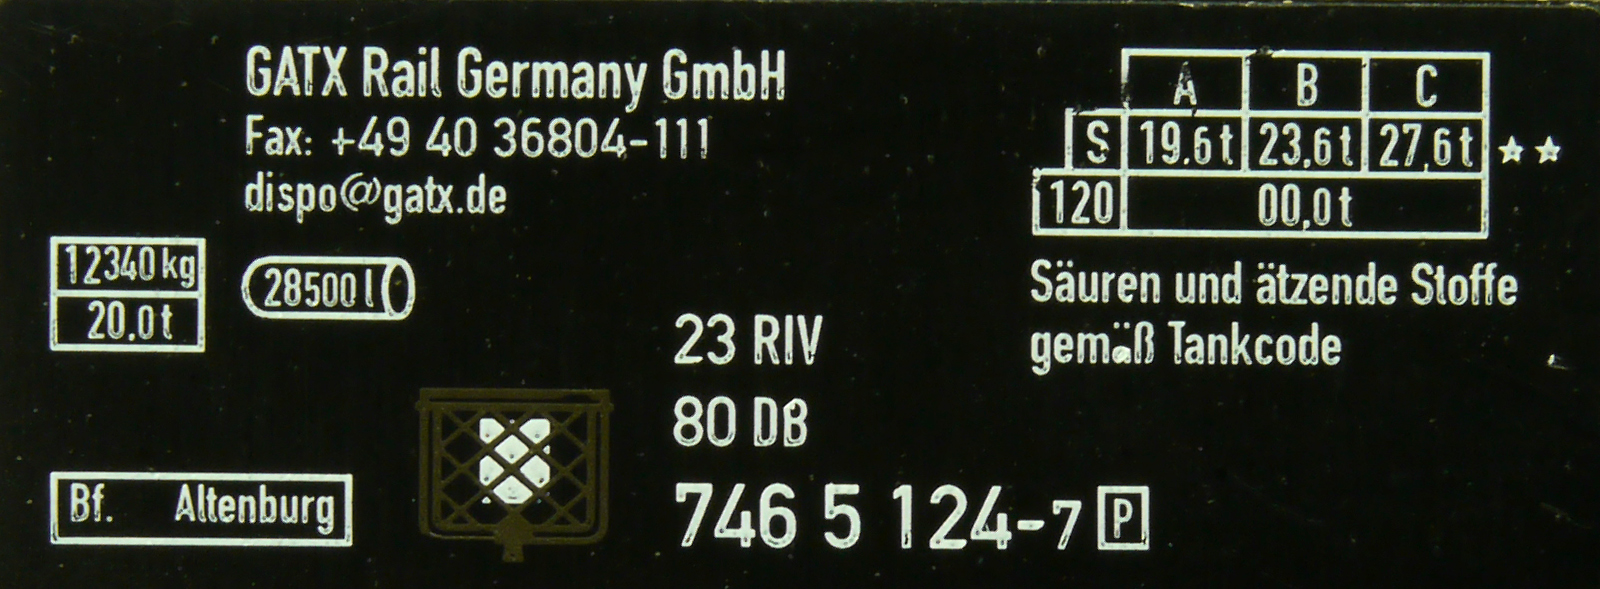 GATX Rail Germany GmbH
Fax: +49 40 36804-111
dispo@gatx.de
A B C
S 19.6t 23,6t 27,6t ★★
120 00,0t
12340kg
20.0t
28500 l
Säuren und ätzende Stoffe
gemäß Tankcode
23 RIV
80 DB
746 5 124-7 P
Bf. Altenburg